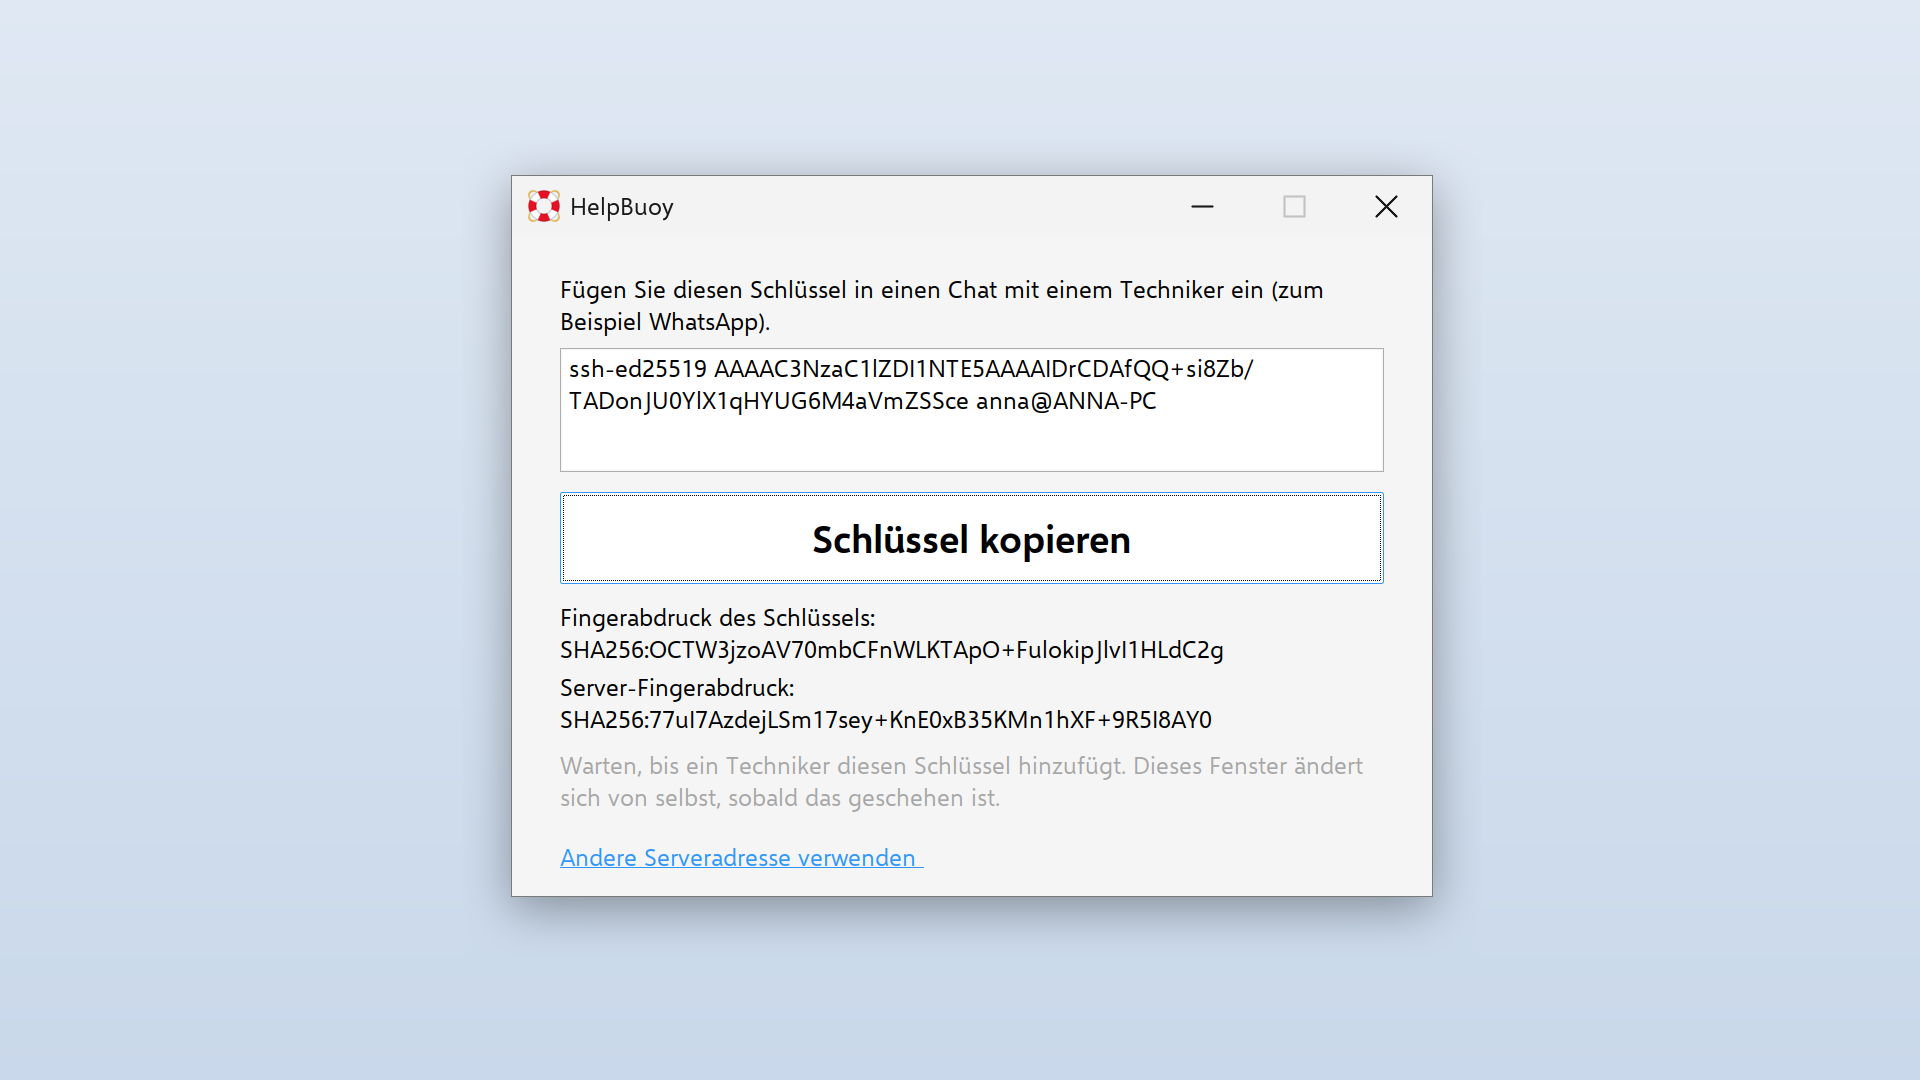 HelpBuoy
Fügen Sie diesen Schlüssel in einen Chat mit einem Techniker ein (zum
Beispiel WhatsApp).
ssh-ed25519 AAAAC3NzaC1lZDI1NTE5AAAAIDrCDAfQQ+si8Zb/
TADonJU0YlX1qHYUG6M4aVmZSSce anna@ANNA-PC
Schlüssel kopieren
Fingerabdruck des Schlüssels:
SHA256:OCTW3jzoAV70mbCFnWLKTApO+FulokipJlvI1HLdC2g
Server-Fingerabdruck:
SHA256:77uI7AzdejLSm17sey+KnE0xB35KMn1hXF+9R5I8AY0
Warten, bis ein Techniker diesen Schlüssel hinzufügt. Dieses Fenster ändert
sich von selbst, sobald das geschehen ist.
Andere Serveradresse verwenden